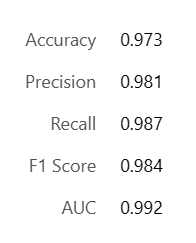 Accuracy 0.973
Precision 0.981
Recall 0.987
F1 Score 0.984
AUC 0.992